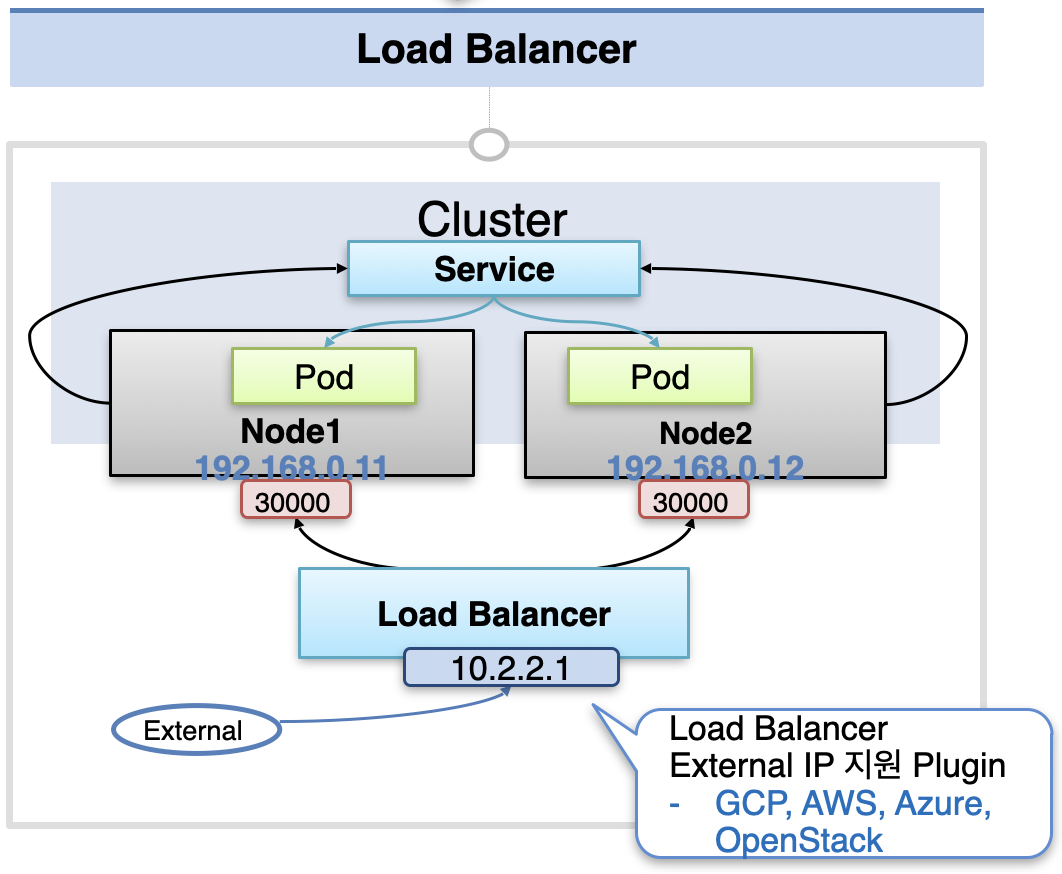 Load Balancer
Cluster
Service
Pod
Pod
Node1
Node2
192.168.0.11
192.168.0.12
30000
30000
Load Balancer
10.2.2.1
External
Load Balancer
External IP 지원 Plugin
- GCP, AWS, Azure,
OpenStack